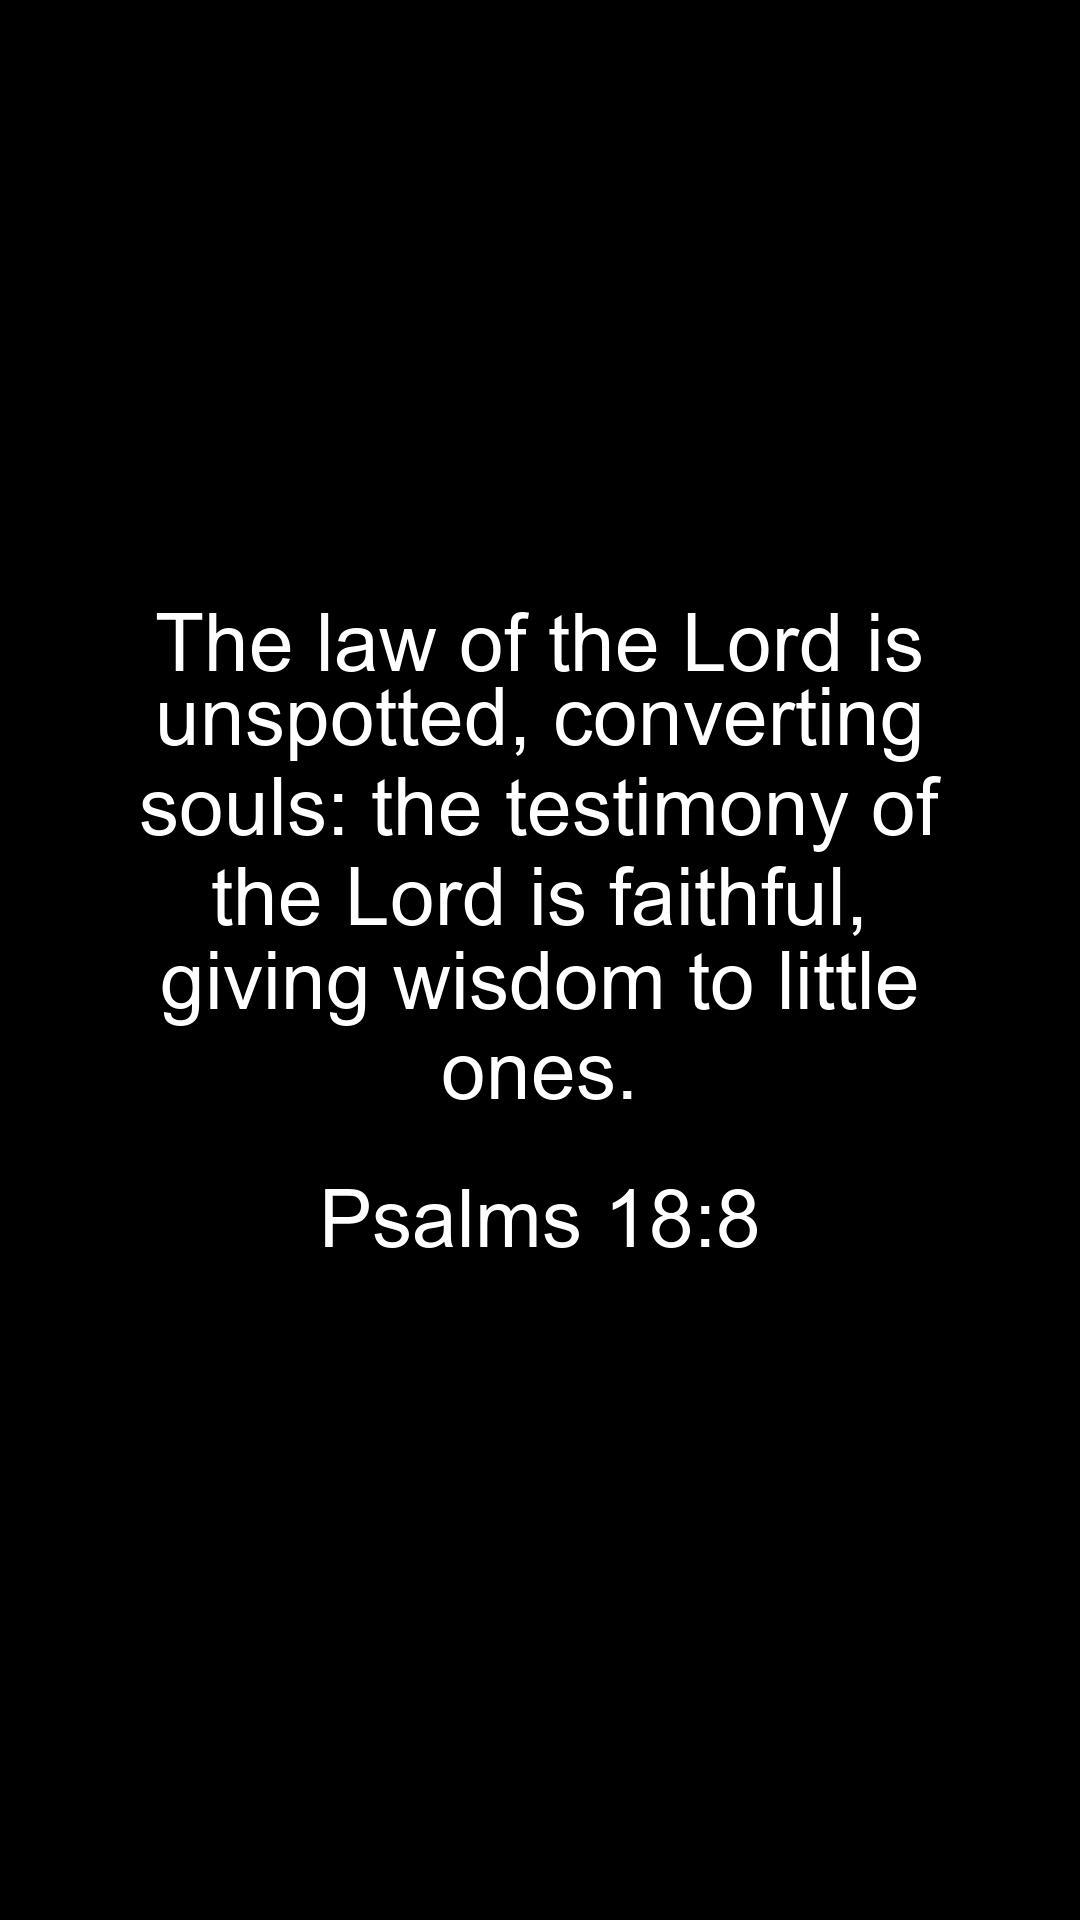 The law of the Lord is
unspotted, converting
souls: the testimony of
the Lord is faithful,
giving wisdom to little
ones.
Psalms 18:8